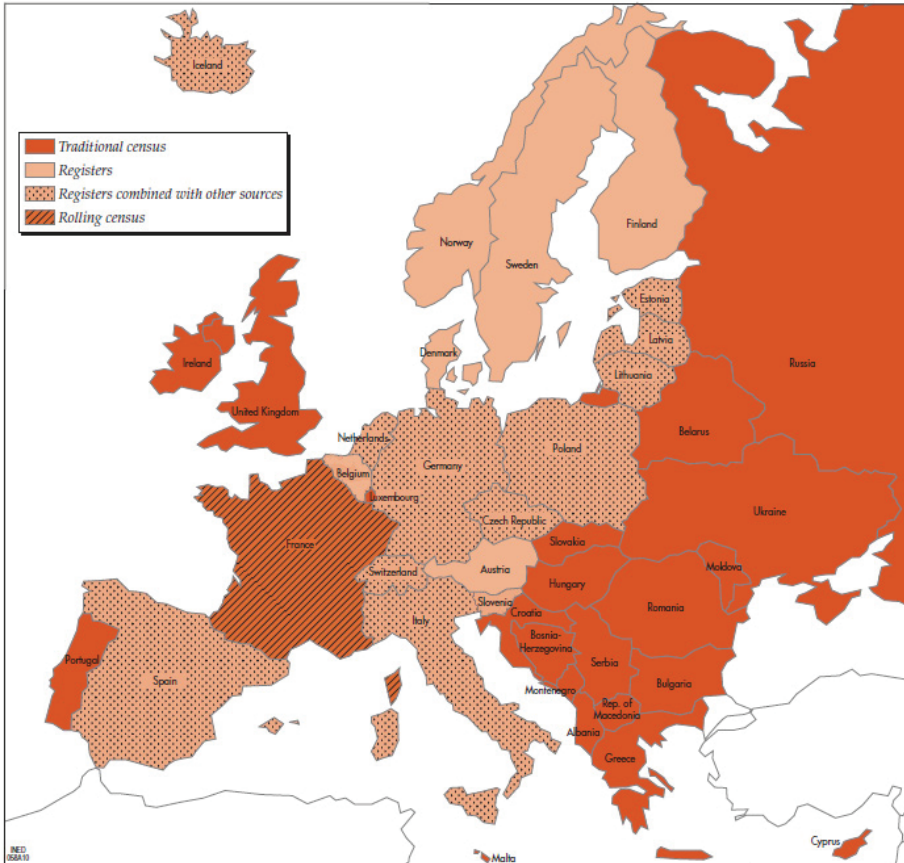 Iceland
Traditional census
Registers
Registers combined with other sources
Rolling census
Norway
Sweden
Finland
Estonia
Latvia
Lithuania
Denmark
Russia
Ireland
United Kingdom
Belarus
Netherlands
Belgium
Germany
Poland
Luxembourg
Czech Republic
Ukraine
France
Slovakia
Moldova
Switzerland
Austria
Hungary
Slovenia
Romania
Italy
Croatia
Bosnia-
Herzegovina
Serbia
Portugal
Spain
Montenegro
Bulgaria
Rep. of
Macedonia
Albania
Greece
Cyprus
Malta
INED
058A10